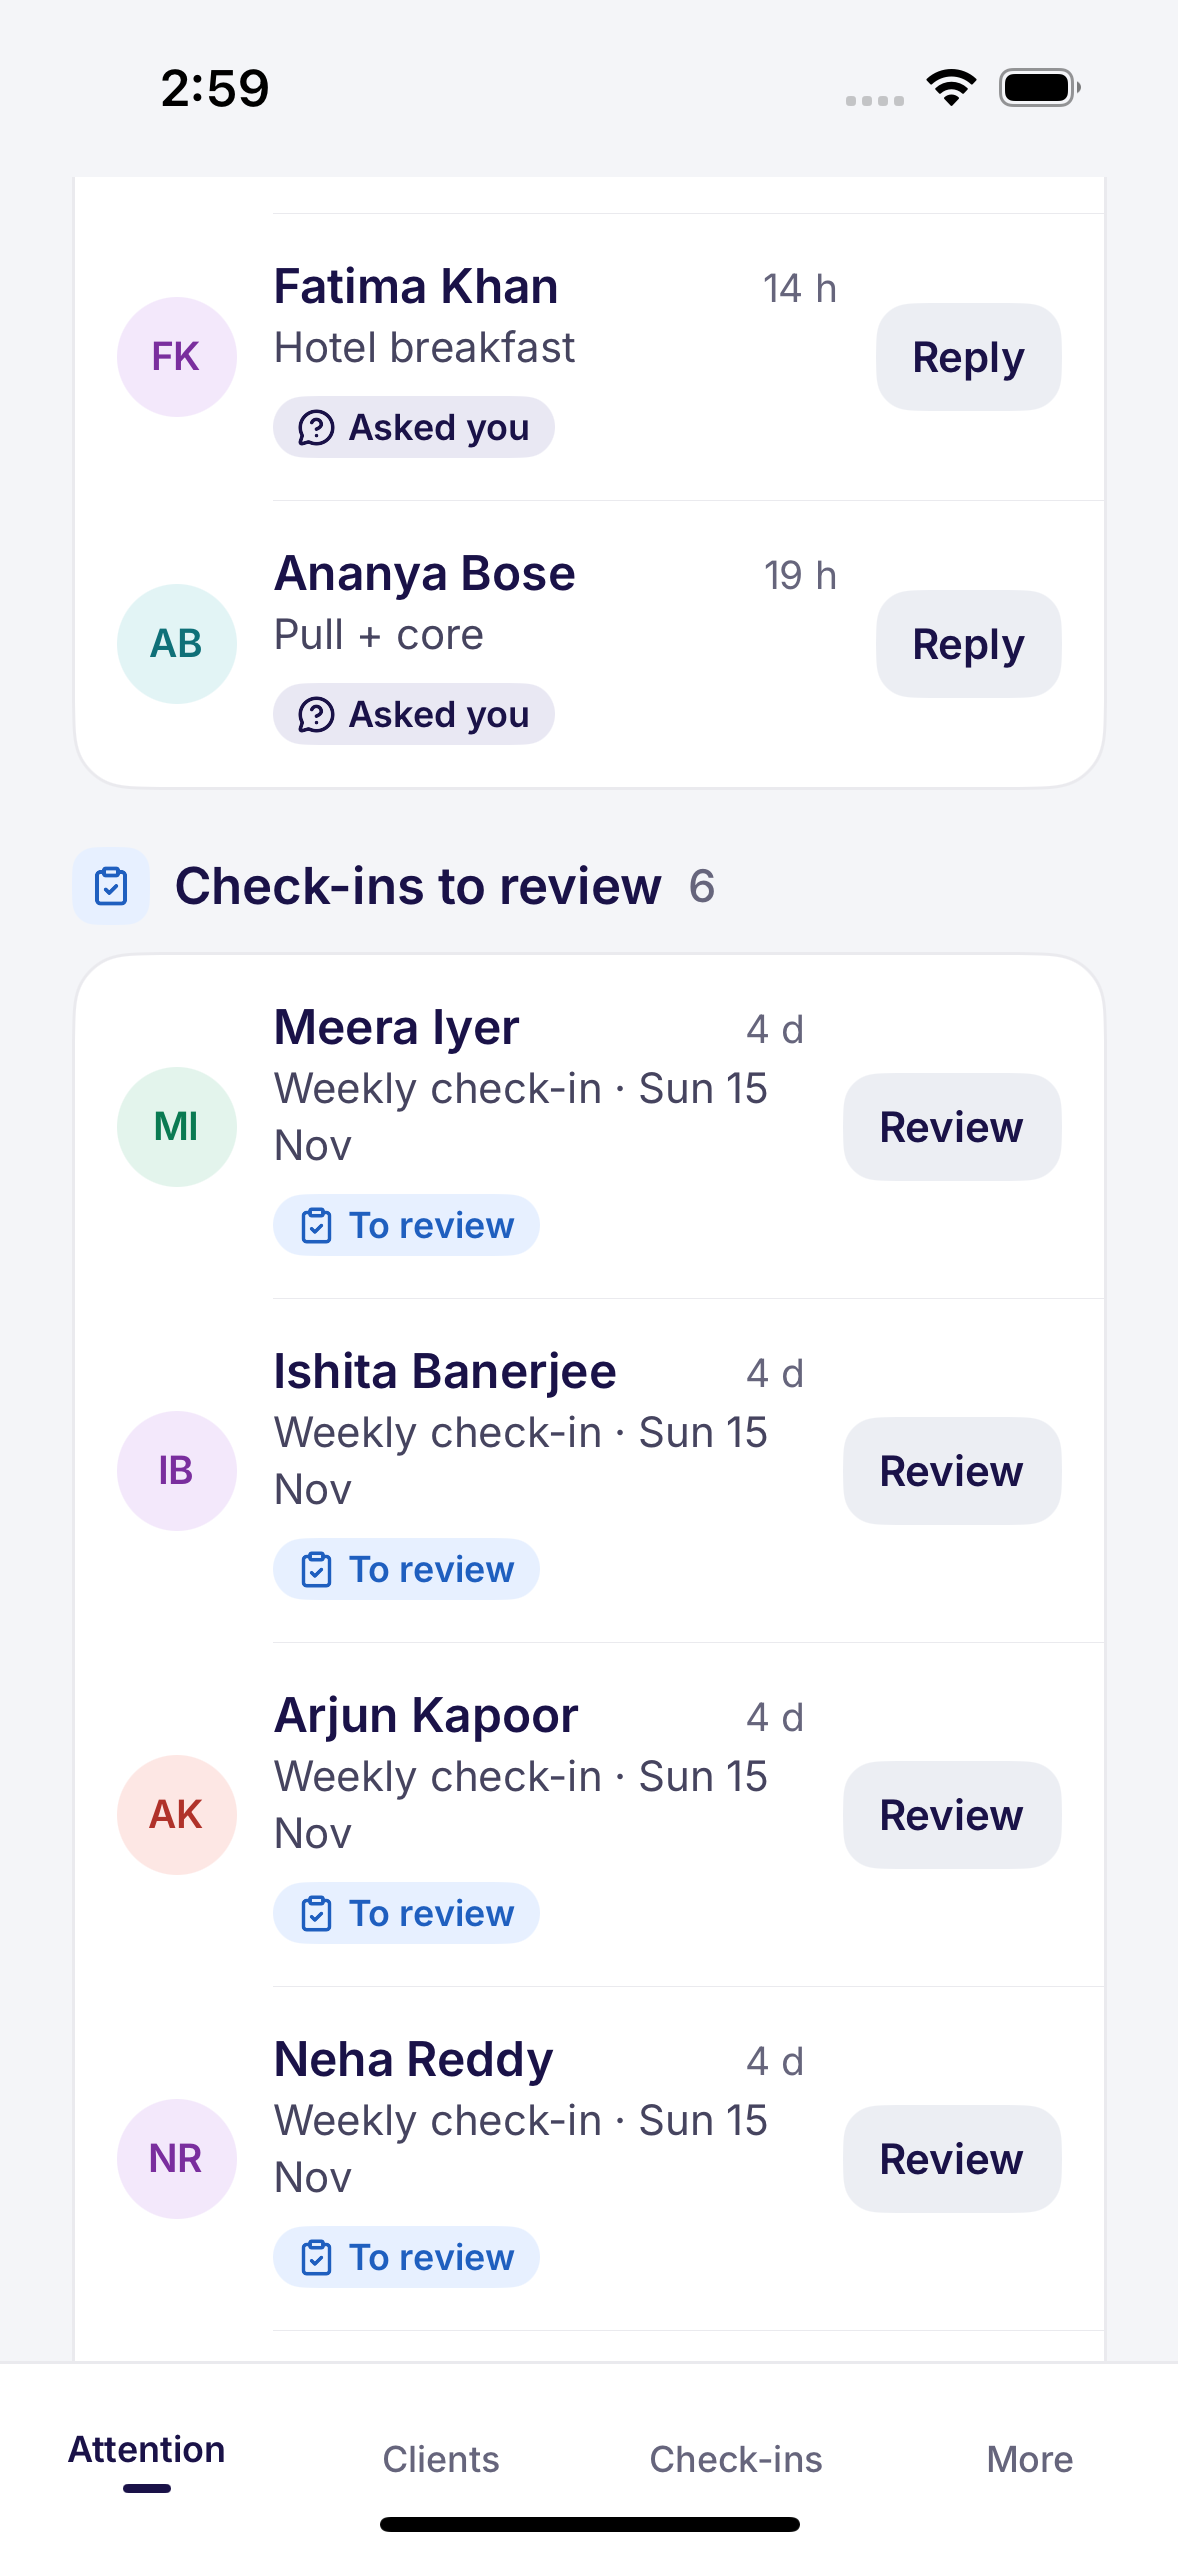 2:59
Fatima Khan
14 h
Hotel breakfast
FK
Reply
Asked you
Ananya Bose
19 h
Pull + core
AB
Reply
Asked you
Check-ins to review 6
Meera Iyer
4 d
Weekly check-in · Sun 15
Nov
MI
Review
To review
Ishita Banerjee
4 d
Weekly check-in · Sun 15
Nov
IB
Review
To review
Arjun Kapoor
4 d
Weekly check-in · Sun 15
Nov
AK
Review
To review
Neha Reddy
4 d
Weekly check-in · Sun 15
Nov
NR
Review
To review
Attention
Clients
Check-ins
More